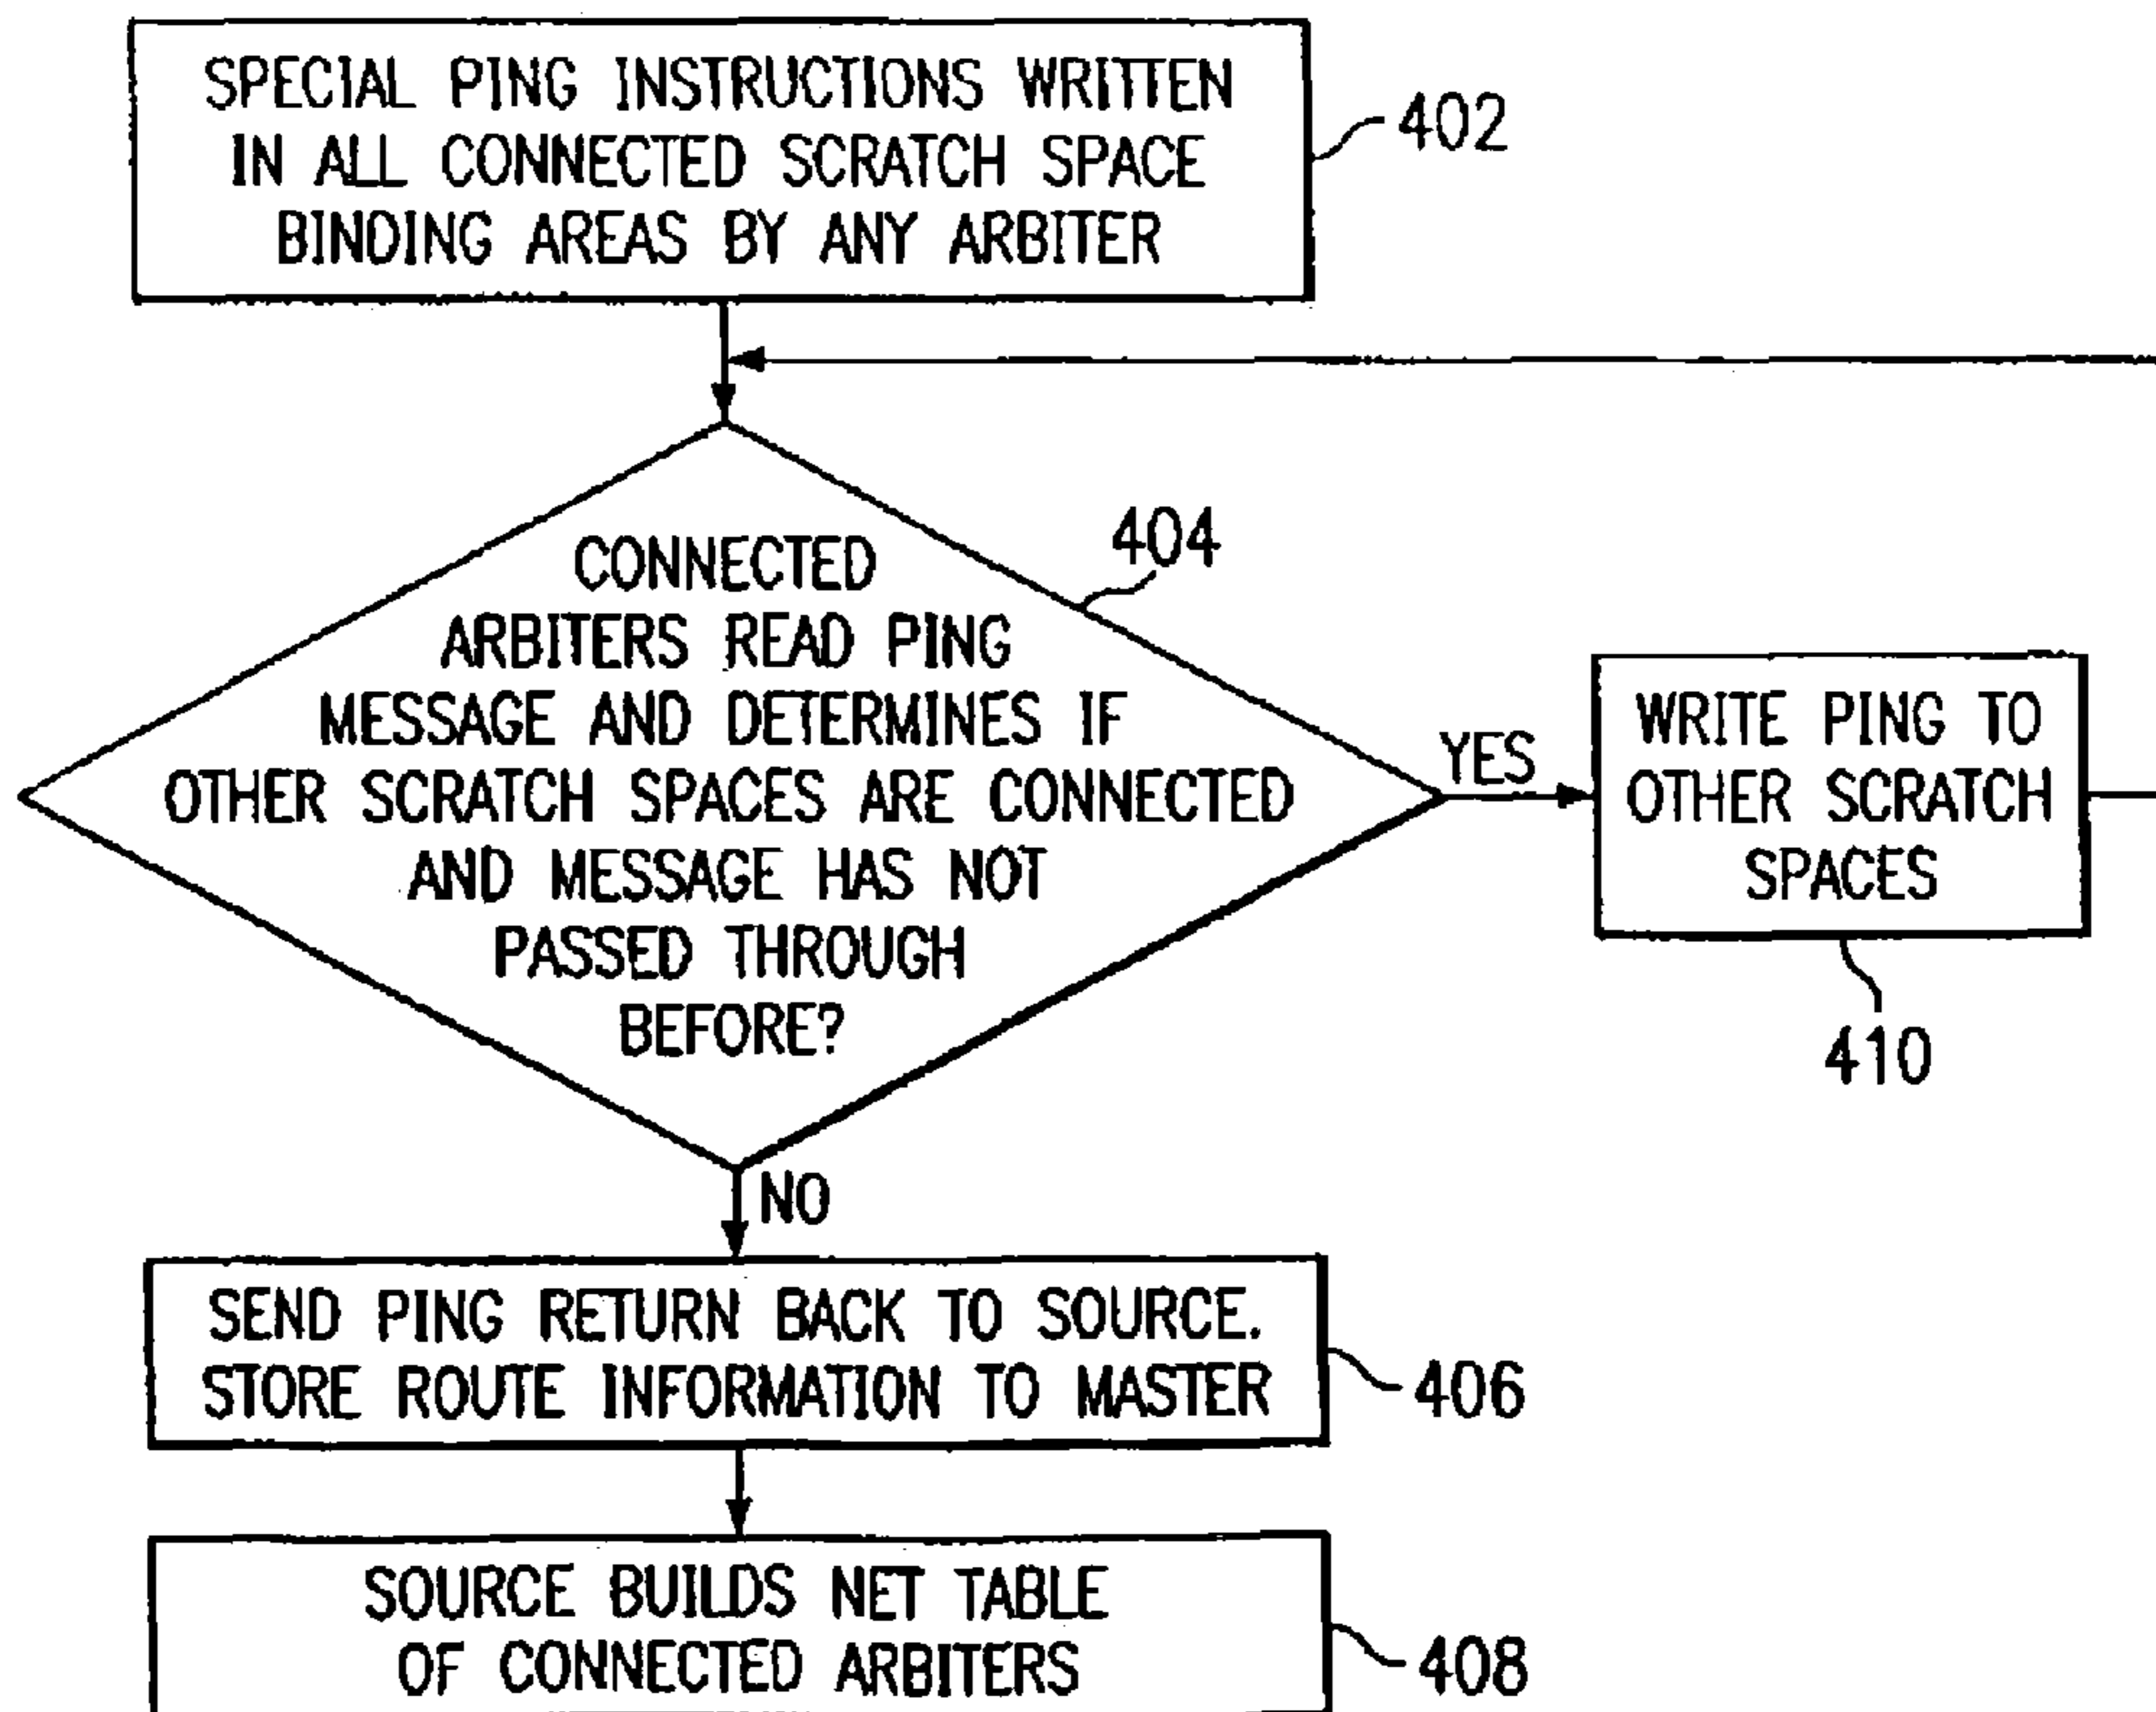 SPECIAL PING INSTRUCTIONS WRITTEN
IN ALL CONNECTED SCRATCH SPACE
BINDING AREAS BY ANY ARBITER
402
404
CONNECTED
ARBITERS READ PING
MESSAGE AND DETERMINES IF
OTHER SCRATCH SPACES ARE CONNECTED
AND MESSAGE HAS NOT
PASSED THROUGH
BEFORE?
YES
WRITE PING TO
OTHER SCRATCH
SPACES
410
NO
SEND PING RETURN BACK TO SOURCE.
STORE ROUTE INFORMATION TO MASTER
406
SOURCE BUILDS NET TABLE
OF CONNECTED ARBITERS
408